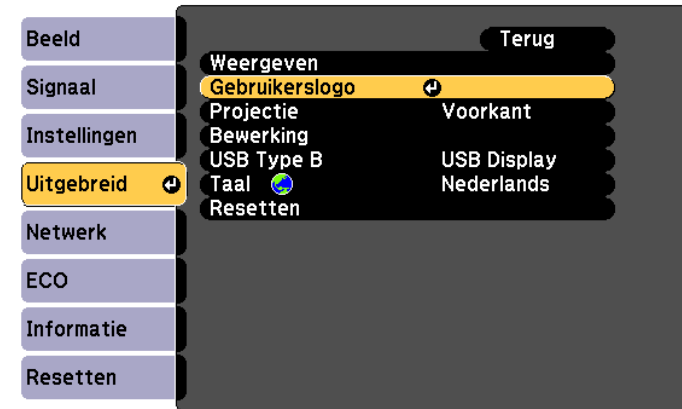 Beeld
Signaal
Instellingen
Uitgebreid
Netwerk
ECO
Informatie
Resetten
Terug
Weergeven
Gebruikerslogo
Projectie Voorkant
Bewerking
USB Type B USB Display
Taal Nederlands
Resetten